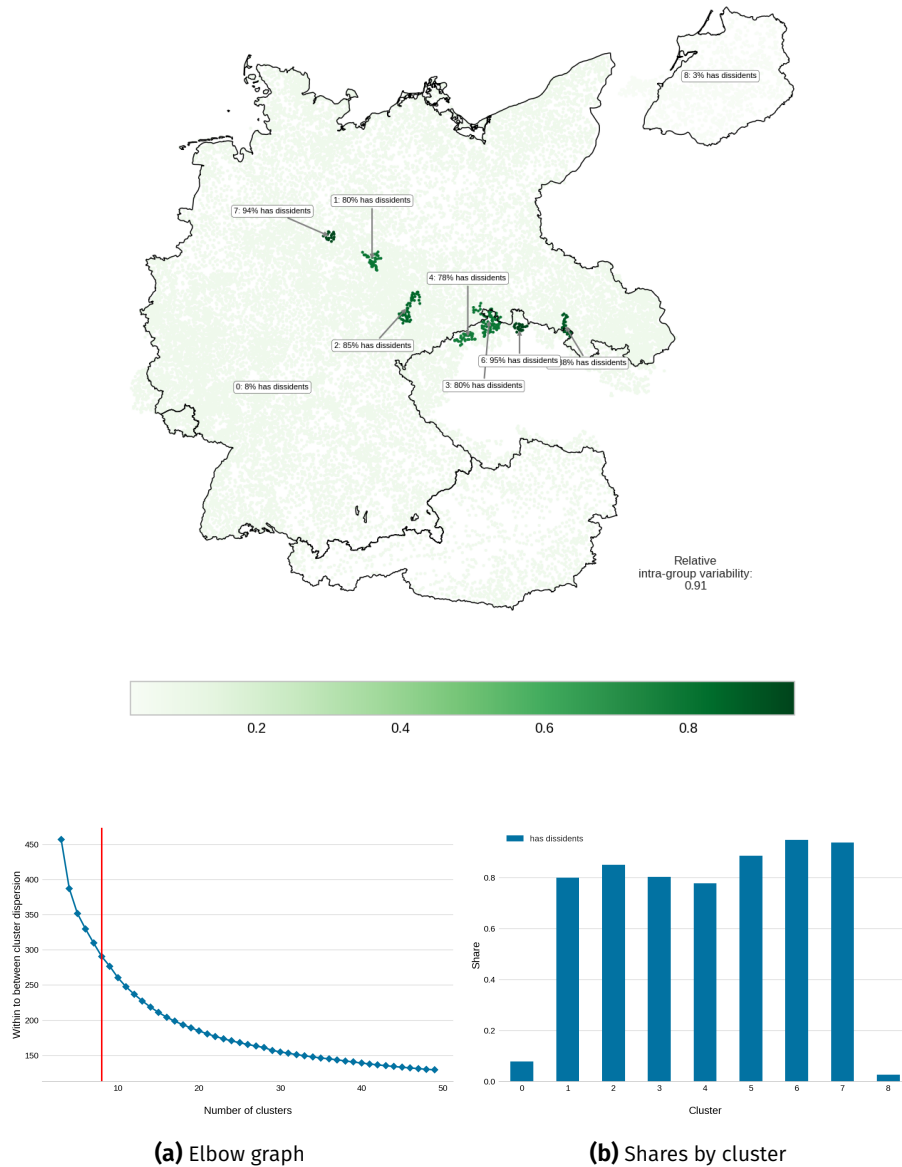 8: 3% has dissidents
1: 80% has dissidents
7: 94% has dissidents
4: 78% has dissidents
2: 85% has dissidents
6: 95% has dissidents
88% has dissidents
0: 8% has dissidents
3: 80% has dissidents
Relative
intra-group variability:
0.91
0.2 0.4 0.6 0.8
Within to between cluster dispersion
450
400
350
300
250
200
150
10 20 30 40 50
Number of clusters
(a) Elbow graph
has dissidents
Share
0.8
0.6
0.4
0.2
0.0
0 1 2 3 4 5 6 7 8
Cluster
(b) Shares by cluster